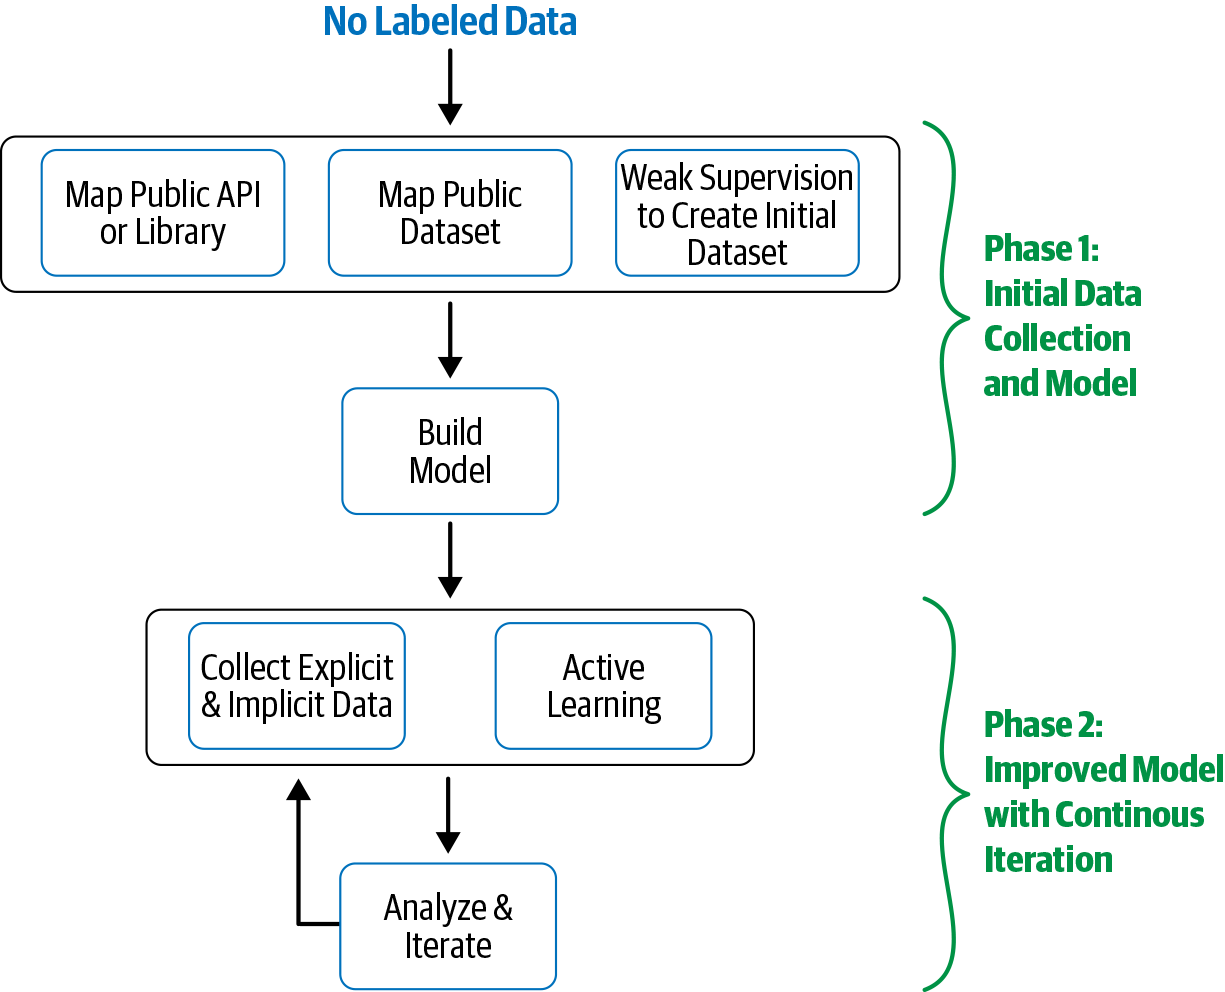 No Labeled Data
Map Public API
or Library
Map Public
Dataset
Weak Supervision
to Create Initial
Dataset
Phase 1:
Initial Data
Collection
and Model
Build
Model
Collect Explicit
& Implicit Data
Active
Learning
Phase 2:
Improved Model
with Continous
Iteration
Analyze &
Iterate